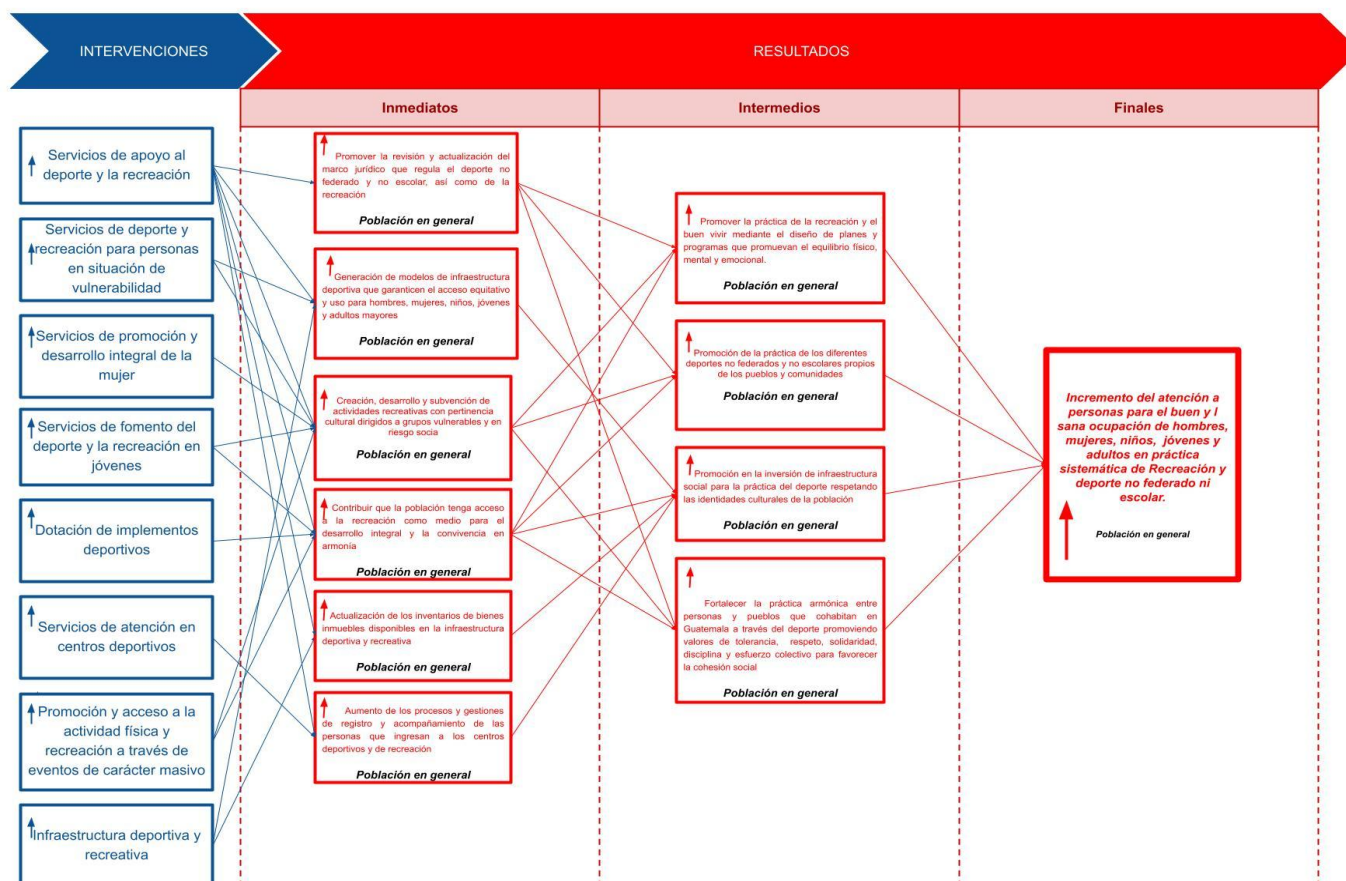 INTERVENCIONES
RESULTADOS
Inmediatos
Intermedios
Finales
Servicios de apoyo al
deporte y la recreación
Servicios de deporte y
recreación para personas
en situación de
vulnerabilidad
Servicios de promoción y
desarrollo integral de la
mujer
Servicios de fomento del
deporte y la recreación en
jóvenes
Dotación de implementos
deportivos
Servicios de atención en
centros deportivos
Promoción y acceso a la
actividad física y
recreación a través de
eventos de carácter masivo
Infraestructura deportiva y
recreativa
Promover la revisión y actualización del
marco jurídico que regula el deporte no
federado y no escolar, así como de la
recreación
Población en general
Generación de modelos de infraestructura
deportiva que garanticen el acceso equitativo
y uso para hombres, mujeres, niños, jóvenes
y adultos mayores
Población en general
Creación, desarrollo y subvención de
actividades recreativas con pertinencia
cultural dirigidos a grupos vulnerables y en
riesgo socia
Población en general
Contribuir que la población tenga acceso
a la recreación como medio para el
desarrollo integral y la convivencia en
armonía
Población en general
Actualización de los inventarios de bienes
inmuebles disponibles en la infraestructura
deportiva y recreativa
Población en general
Aumento de los procesos y gestiones
de registro y acompañamiento de las
personas que ingresan a los centros
deportivos y de recreación
Población en general
Promover la práctica de la recreación y el
buen vivir mediante el diseño de planes y
programas que promuevan el equilibrio físico,
mental y emocional.
Población en general
Promoción de la práctica de los diferentes
deportes no federados y no escolares propios
de los pueblos y comunidades
Población en general
Promoción en la inversión de infraestructura
social para la práctica del deporte respetando
las identidades culturales de la población
Población en general
Fortalecer la práctica armónica entre
personas y pueblos que cohabitan en
Guatemala a través del deporte promoviendo
valores de tolerancia, respeto, solidaridad,
disciplina y esfuerzo colectivo para favorecer
la cohesión social
Población en general
Incremento del atención a
personas para el buen y l
sana ocupación de hombres,
mujeres, niños, jóvenes y
adultos en práctica
sistemática de Recreación y
deporte no federado ni
escolar.
Población en general